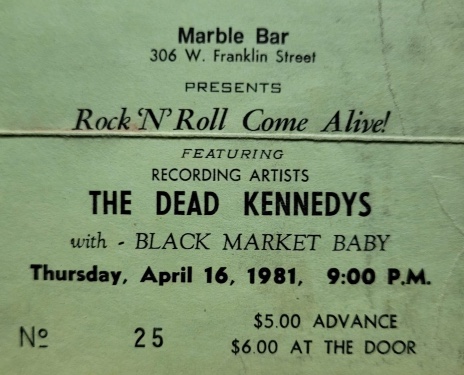 Marble Bar
306 W. Franklin Street
PRESENTS
Rock 'N' Roll Come Alive!
FEATURING
RECORDING ARTISTS
THE DEAD KENNEDYS
with - BLACK MARKET BABY
Thursday, April 16, 1981, 9:00 P.M.
$5.00 ADVANCE
Nº 25
$6.00 AT THE DOOR